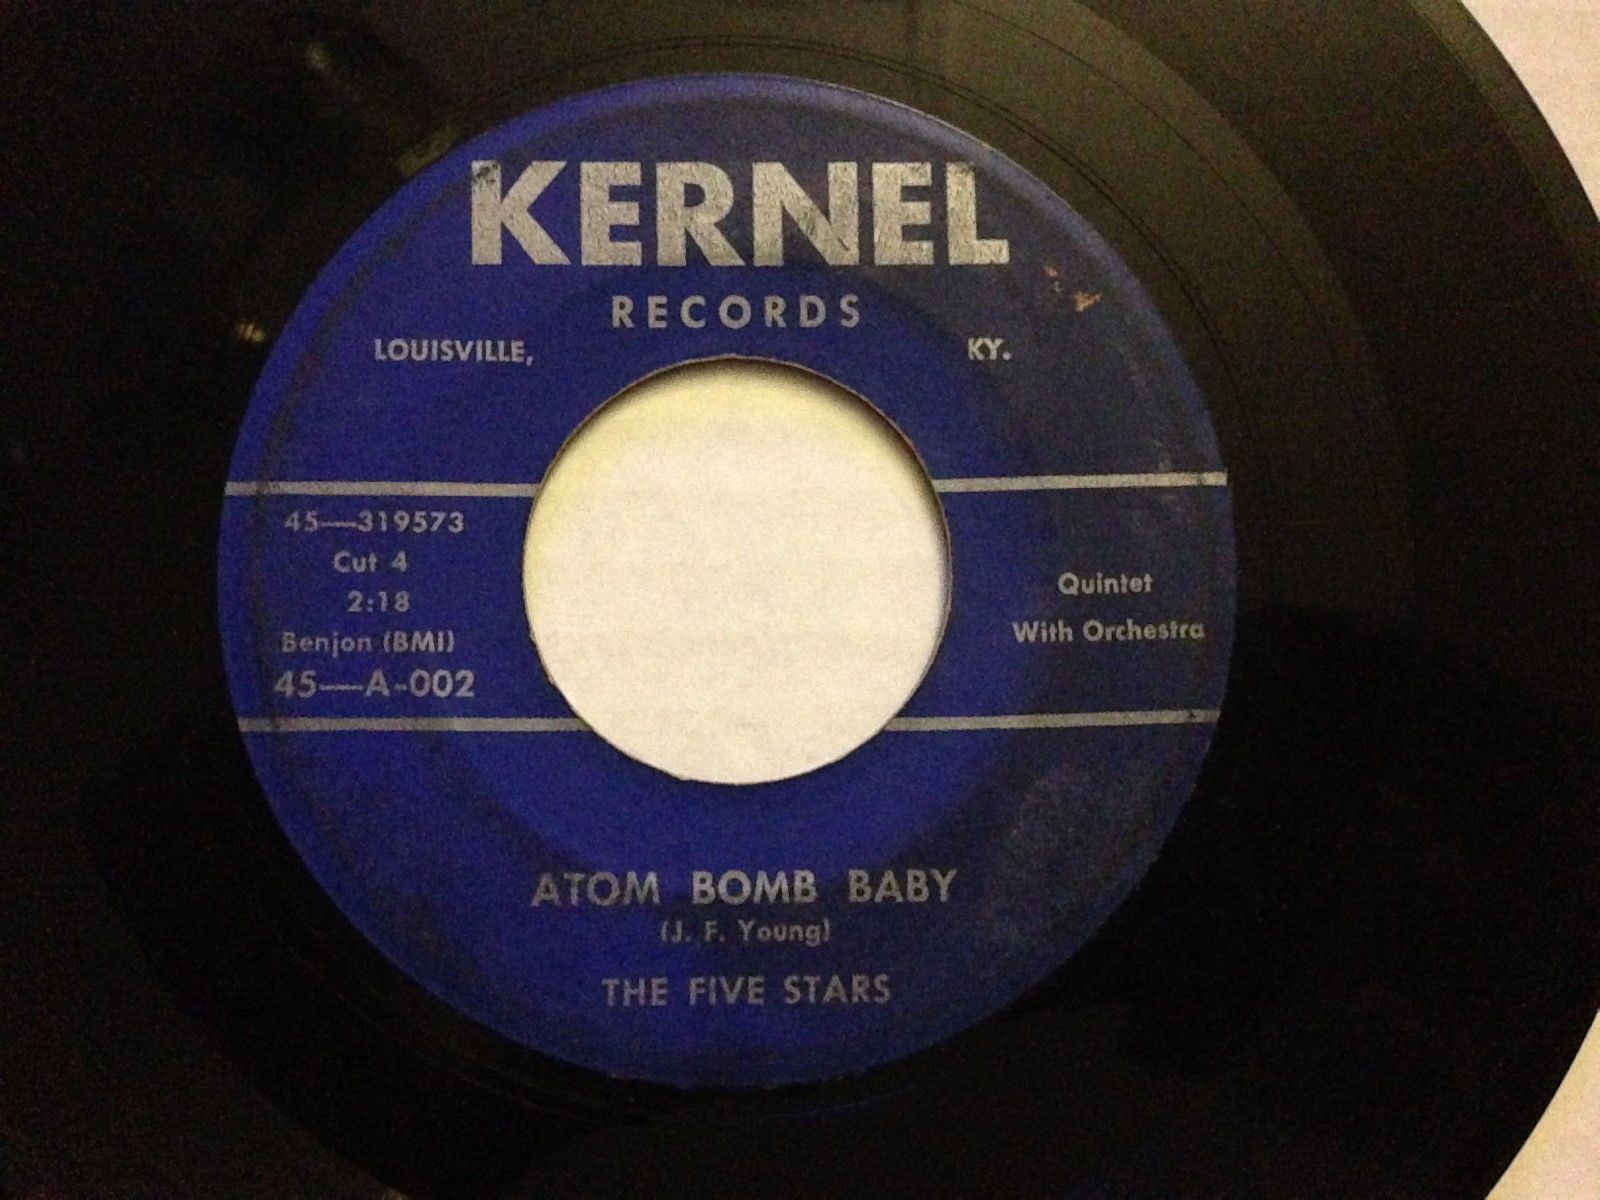 KERNEL
RECORDS
LOUISVILLE, KY.
45—319573
Cut 4
2:18
Benjon (BMI)
45—A-002
Quintet
With Orchestra
ATOM BOMB BABY
(J. F. Young)
THE FIVE STARS